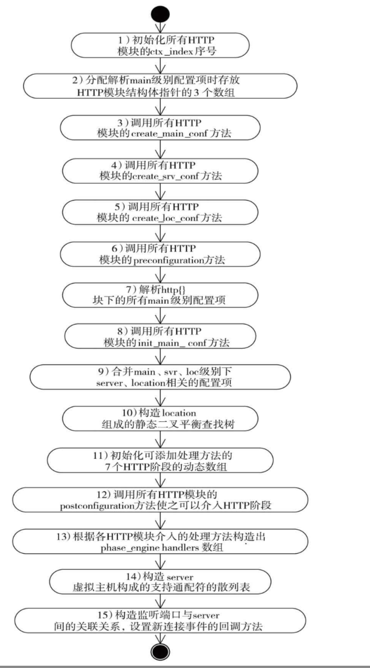 1）初始化所有HTTP
模块的ctx_index序号
2）分配解析main级别配置项时存放
HTTP模块结构体指针的3个数组
3）调用所有HTTP
模块的create_main_conf方法
4）调用所有HTTP
模块的create_srv_conf方法
5）调用所有HTTP
模块的create_loc_conf方法
6）调用所有HTTP
模块的preconfiguration方法
7）解析http{}
块下的所有main级别配置项
8）调用所有HTTP
模块的init_main_ conf方法
9）合并main、svr、loc级别下
server、location相关的配置项
10）构造location
组成的静态二叉平衡查找树
11）初始化可添加处理方法的
7个HTTP阶段的动态数组
12）调用所有HTTP模块的
postconfiguration方法使之可以介入HTTP阶段
13）根据各HTTP模块介入的处理方法构造出
phase_engine handlers 数组
14）构造 server
虚拟主机构成的支持通配符的散列表
15）构造监听端口与server
间的关联关系，设置新连接事件的回调方法